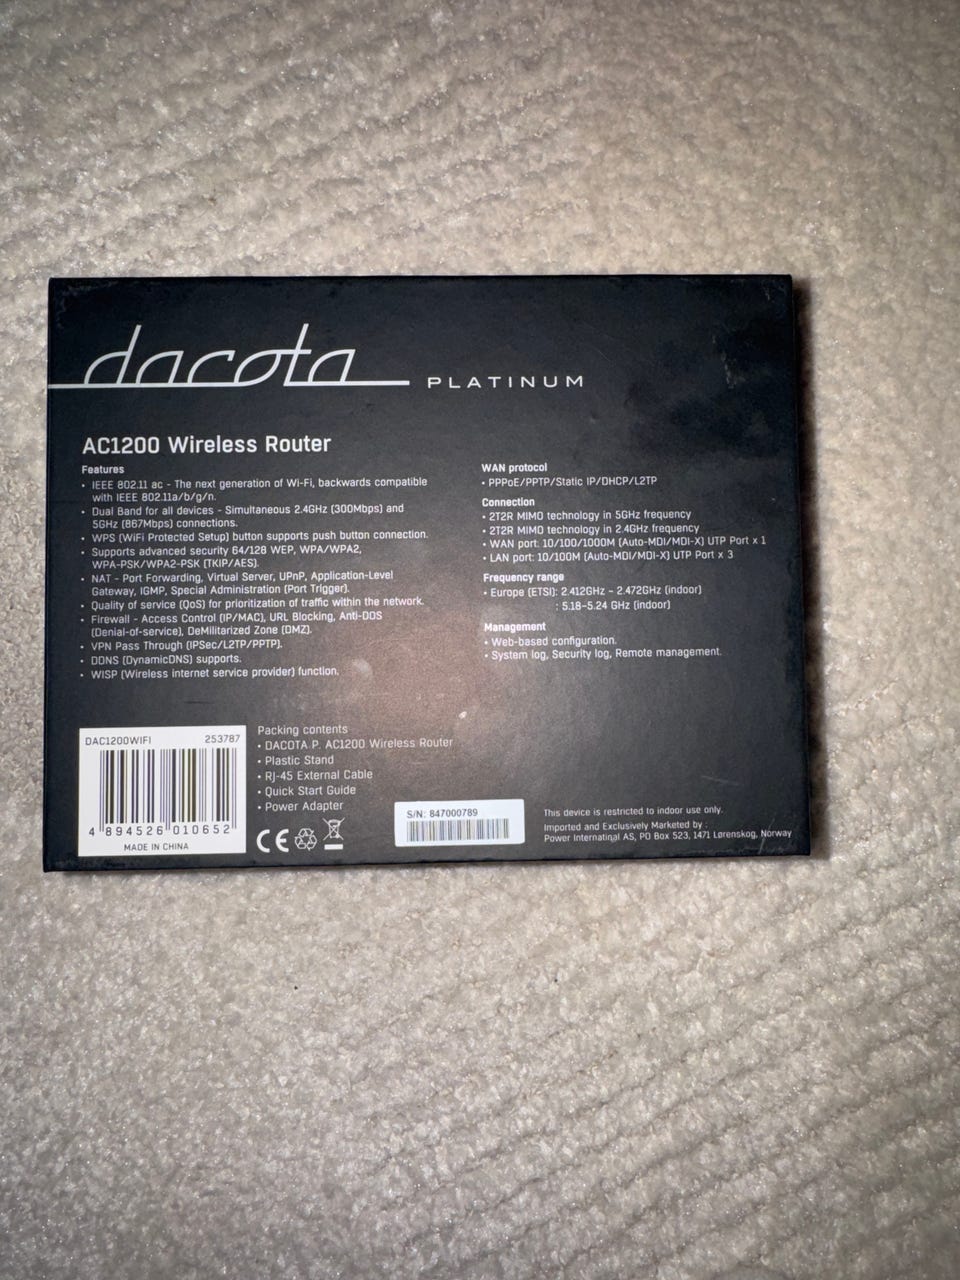 dacota PLATINUM
AC1200 Wireless Router
Features
• IEEE 802.11 ac - The next generation of Wi-Fi, backwards compatible
with IEEE 802.11a/b/g/n.
• Dual Band for all devices - Simultaneous 2.4GHz (300Mbps) and
5GHz (867Mbps) connections.
• WPS (WiFi Protected Setup) button supports push button connection.
• Supports advanced security 64/128 WEP, WPA/WPA2,
WPA-PSK/WPA2-PSK (TKIP/AES).
• NAT - Port Forwarding, Virtual Server, UPnP, Application-Level
Gateway, IGMP, Special Administration (Port Trigger).
• Quality of service (QoS) for prioritization of traffic within the network.
• Firewall - Access Control (IP/MAC), URL Blocking, Anti-DOS
(Denial-of-service), DeMilitarized Zone (DMZ).
• VPN Pass Through (IPSec/L2TP/PPTP).
• DDNS (DynamicDNS) supports.
• WISP (Wireless internet service provider) function.
WAN protocol
• PPPoE/PPTP/Static IP/DHCP/L2TP
Connection
• 2T2R MIMO technology in 5GHz frequency
• 2T2R MIMO technology in 2.4GHz frequency
• WAN port: 10/100/1000M (Auto-MDI/MDI-X) UTP Port x 1
• LAN port: 10/100M (Auto-MDI/MDI-X) UTP Port x 3
Frequency range
• Europe (ETSI): 2.412GHz - 2.472GHz (indoor)
: 5.18-5.24 GHz (indoor)
Management
• Web-based configuration.
• System log, Security log, Remote management.
DAC1200WIFI 253787
4 894526 010652
MADE IN CHINA
Packing contents
• DACOTA P. AC1200 Wireless Router
• Plastic Stand
• RJ-45 External Cable
• Quick Start Guide
• Power Adapter
CE
S/N: 847000789
This device is restricted to indoor use only.
Imported and Exclusively Marketed by :
Power Internatinal AS, PO Box 523, 1471 Lørenskog, Norway